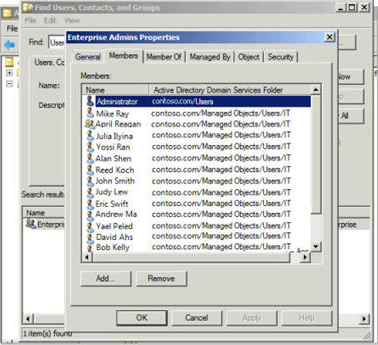 Find Users, Contacts, and Groups
File Edit View
Find: User
Enterprise Admins Properties
General Members Member Of Managed By Object Security
Members:
Name Active Directory Domain Services Folder
Administrator contoso.com/Users
Mike Ray contoso.com/Managed Objects/Users/IT
April Reagan contoso.com/Managed Objects/Users/IT
Julia Ilyina contoso.com/Managed Objects/Users/IT
Yossi Ran contoso.com/Managed Objects/Users/IT
Alan Shen contoso.com/Managed Objects/Users/IT
Reed Koch contoso.com/Managed Objects/Users/IT
John Smith contoso.com/Managed Objects/Users/IT
Judy Lew contoso.com/Managed Objects/Users/IT
Eric Swift contoso.com/Managed Objects/Users/IT
Andrew Ma contoso.com/Managed Objects/Users/IT
Yael Peled contoso.com/Managed Objects/Users/IT
David Ahs contoso.com/Managed Objects/Users/IT
Bob Kelly contoso.com/Managed Objects/Users/IT
Add... Remove
OK Cancel Apply Help
File
Users, Co
Name:
Descript
Now
All
Search results
Name
Enterpris
erprise
1 item(s) found